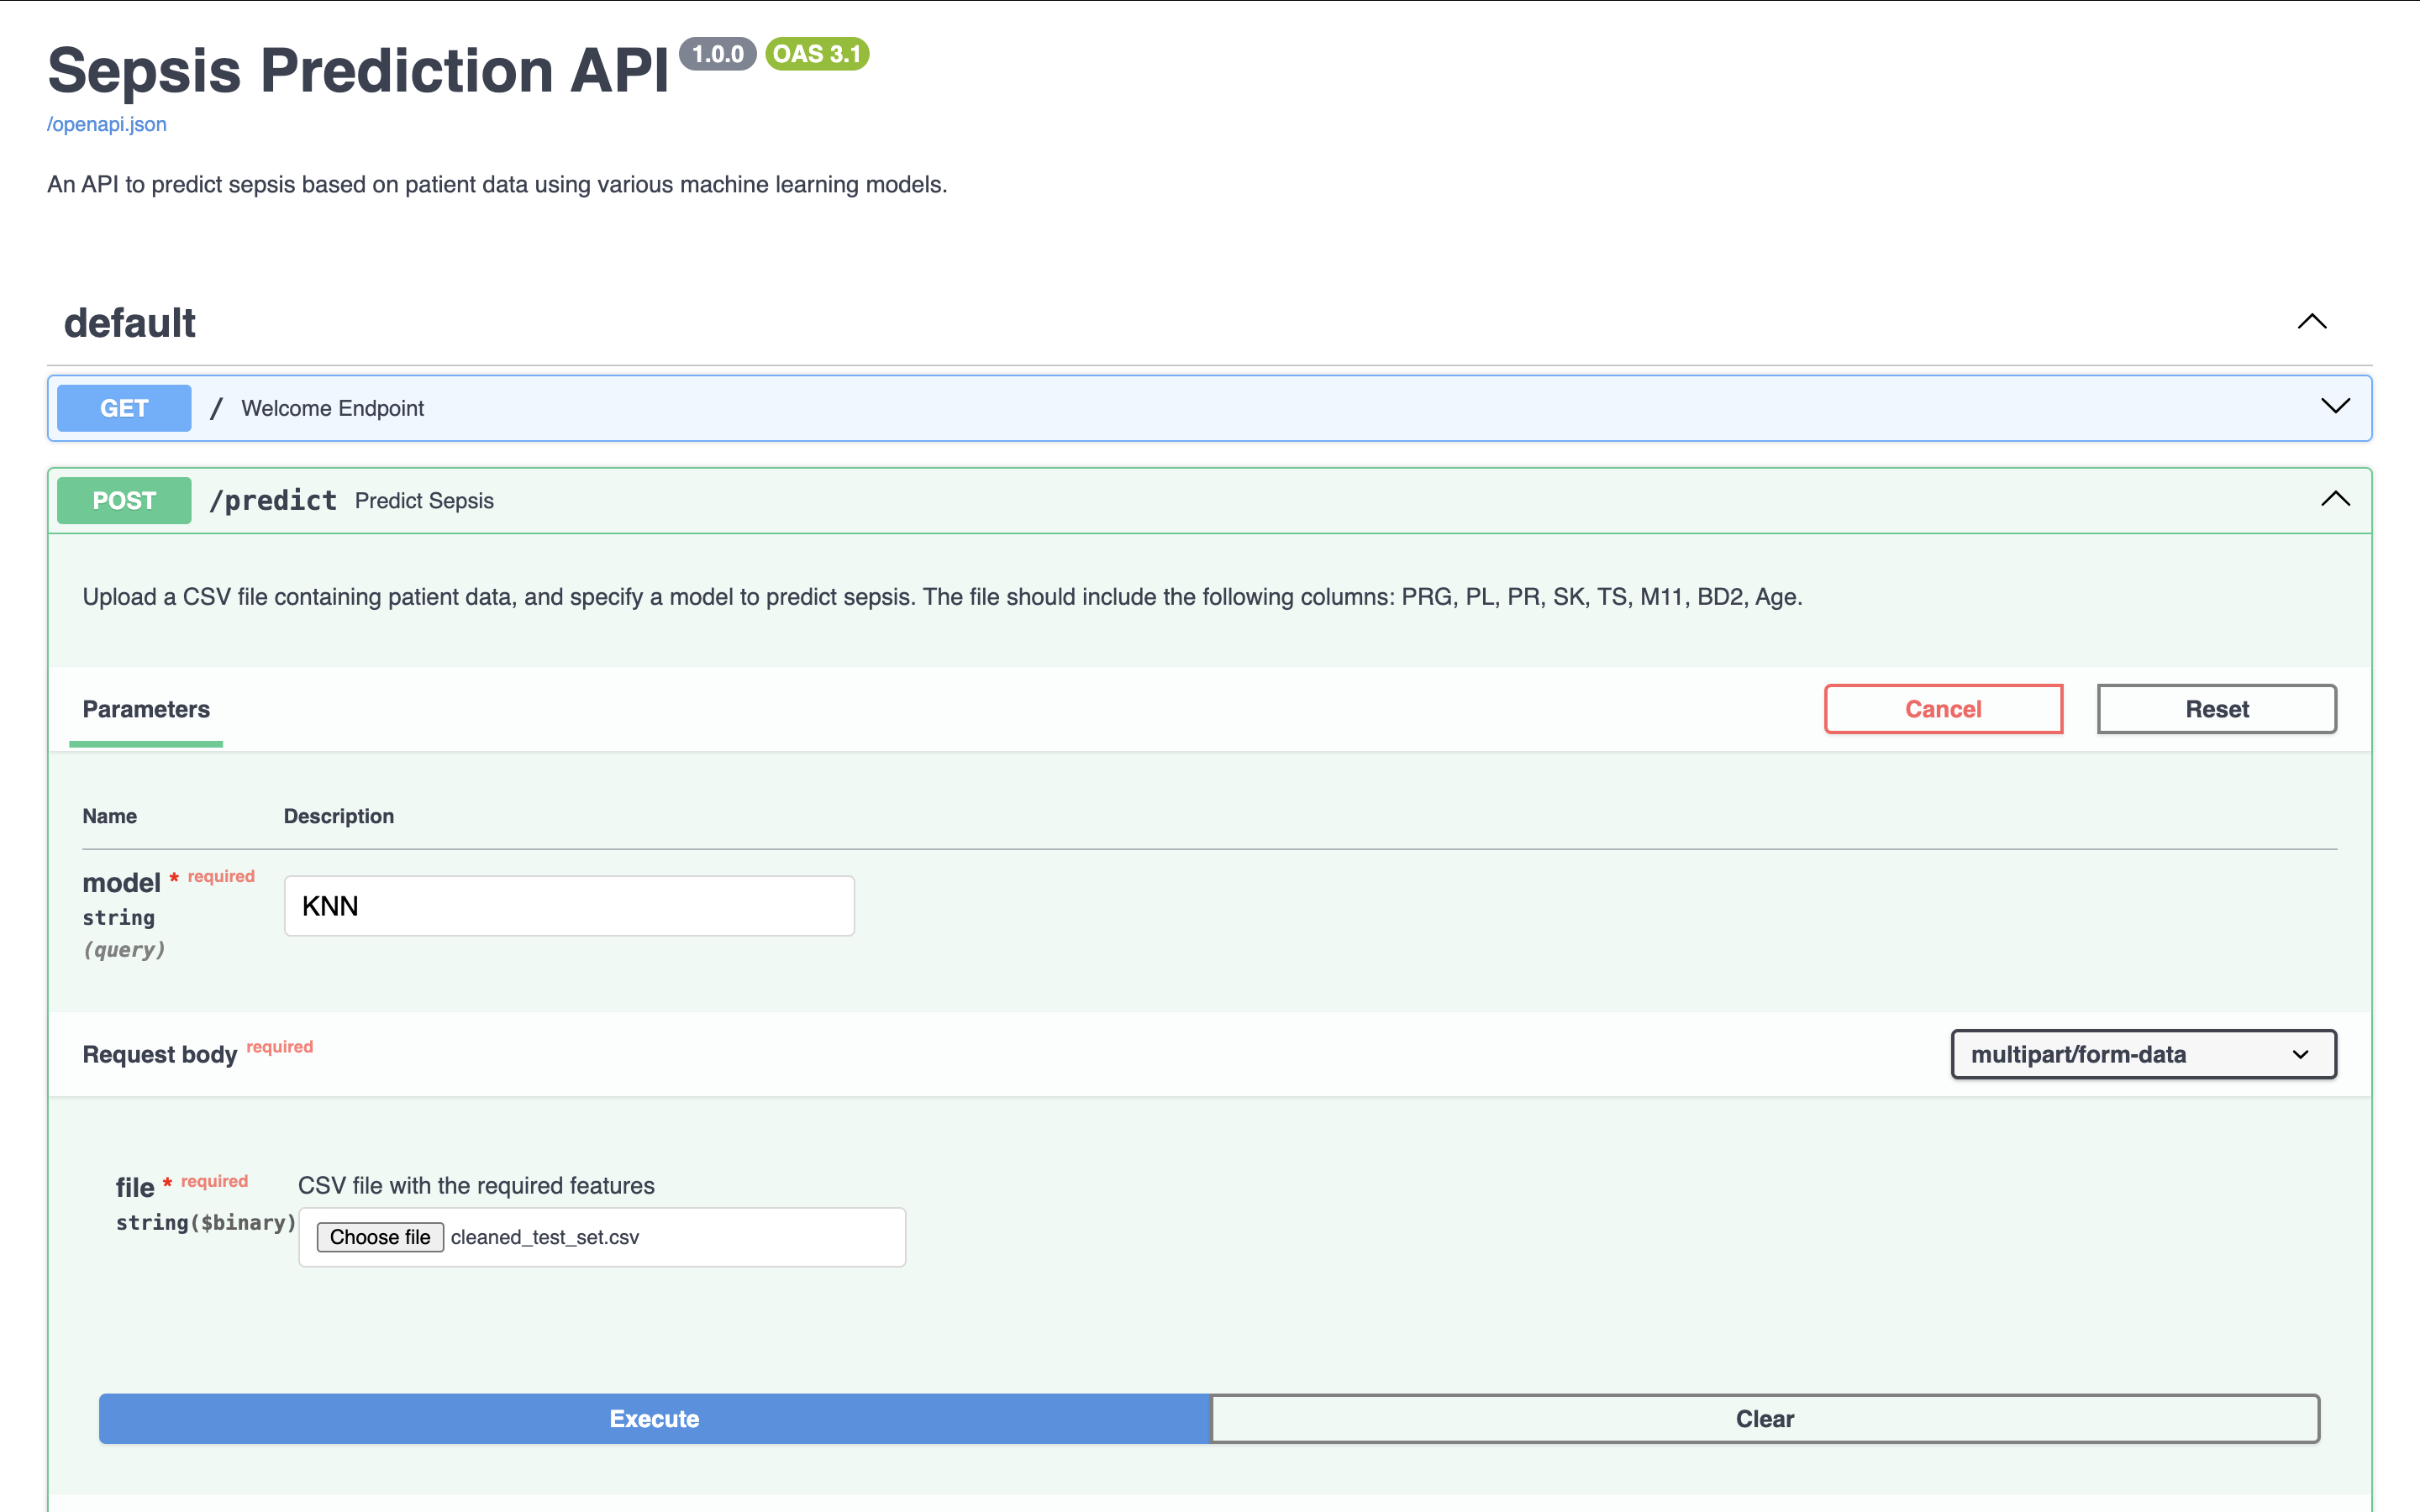 Sepsis Prediction API 1.0.0 OAS 3.1
/openapi.json
An API to predict sepsis based on patient data using various machine learning models.
default
GET / Welcome Endpoint
POST /predict Predict Sepsis
Upload a CSV file containing patient data, and specify a model to predict sepsis. The file should include the following columns: PRG, PL, PR, SK, TS, M11, BD2, Age.
Parameters Cancel Reset
Name Description
model * required
string
(query)
KNN
Request body required multipart/form-data
file * required
string($binary)
CSV file with the required features
Choose file cleaned_test_set.csv
Execute Clear